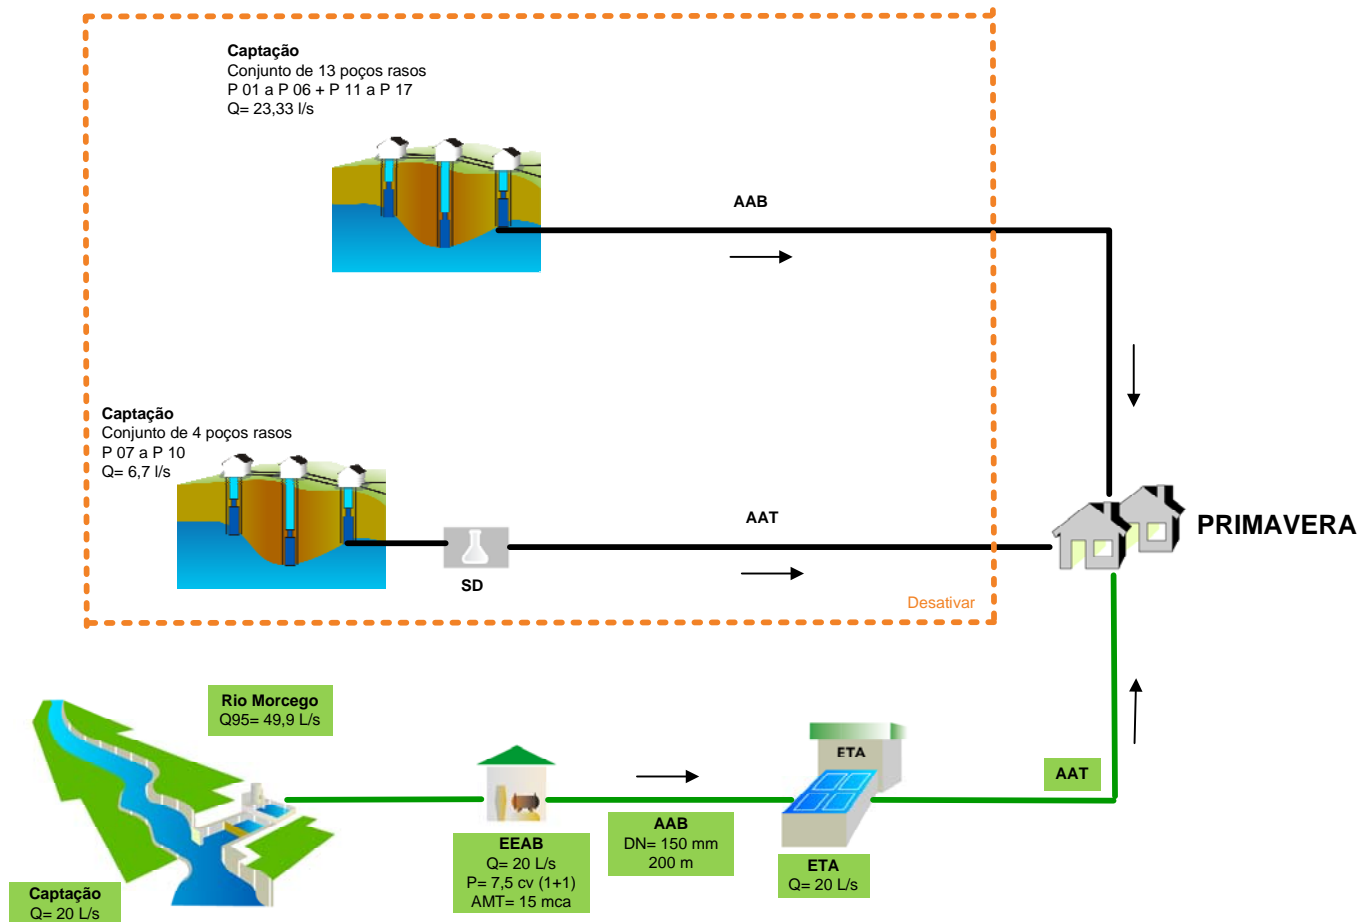 Captação
Conjunto de 13 poços rasos
P 01 a P 06 + P 11 a P 17
Q= 23,33 l/s
AAB
Captação
Conjunto de 4 poços rasos
P 07 a P 10
Q= 6,7 l/s
AAT
SD
PRIMAVERA
Desativar
Rio Morcego
Q95= 49,9 L/s
ETA
AAT
Captação
Q= 20 L/s
EEAB
Q= 20 L/s
P= 7,5 cv (1+1)
AMT= 15 mca
AAB
DN= 150 mm
200 m
ETA
Q= 20 L/s